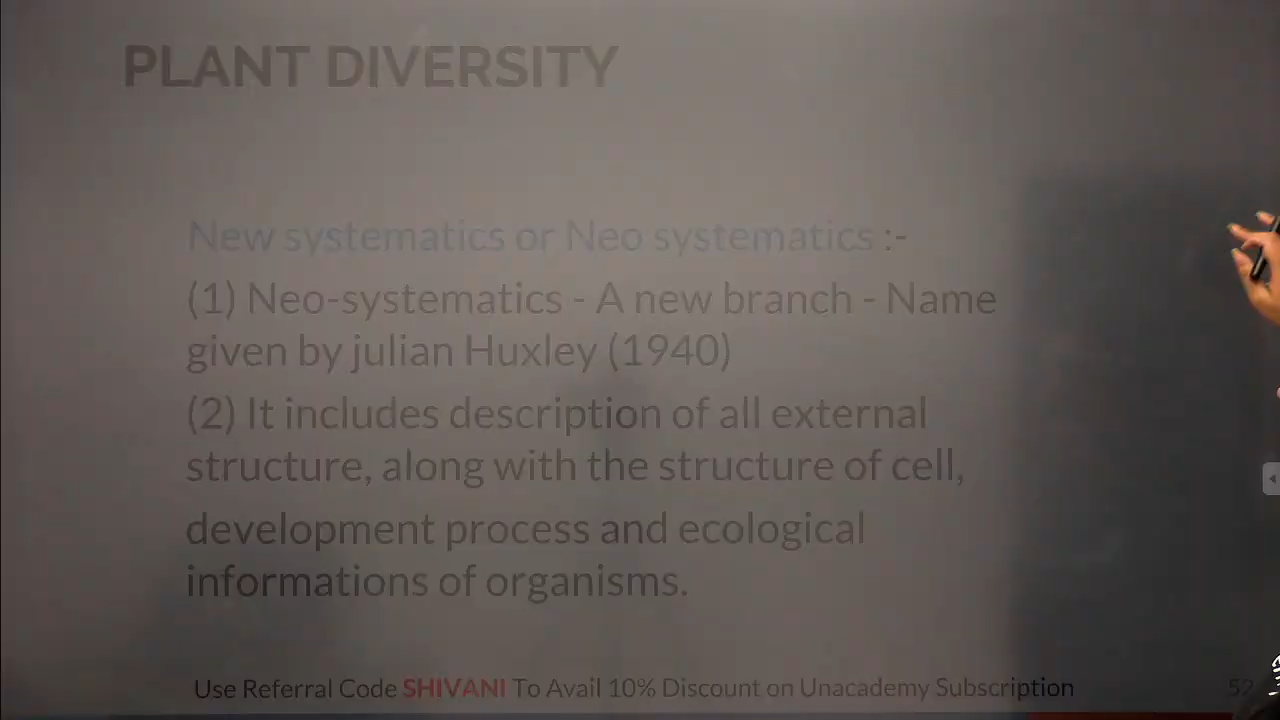 PLANT DIVERSITY
New systematics or Neo systematics :-
(1) Neo-systematics - A new branch - Name
given by julian Huxley (1940)
(2) It includes description of all external
structure, along with the structure of cell,
development process and ecological
informations of organisms.
Use Referral Code SHIVANI To Avail 10% Discount on Unacademy Subscription